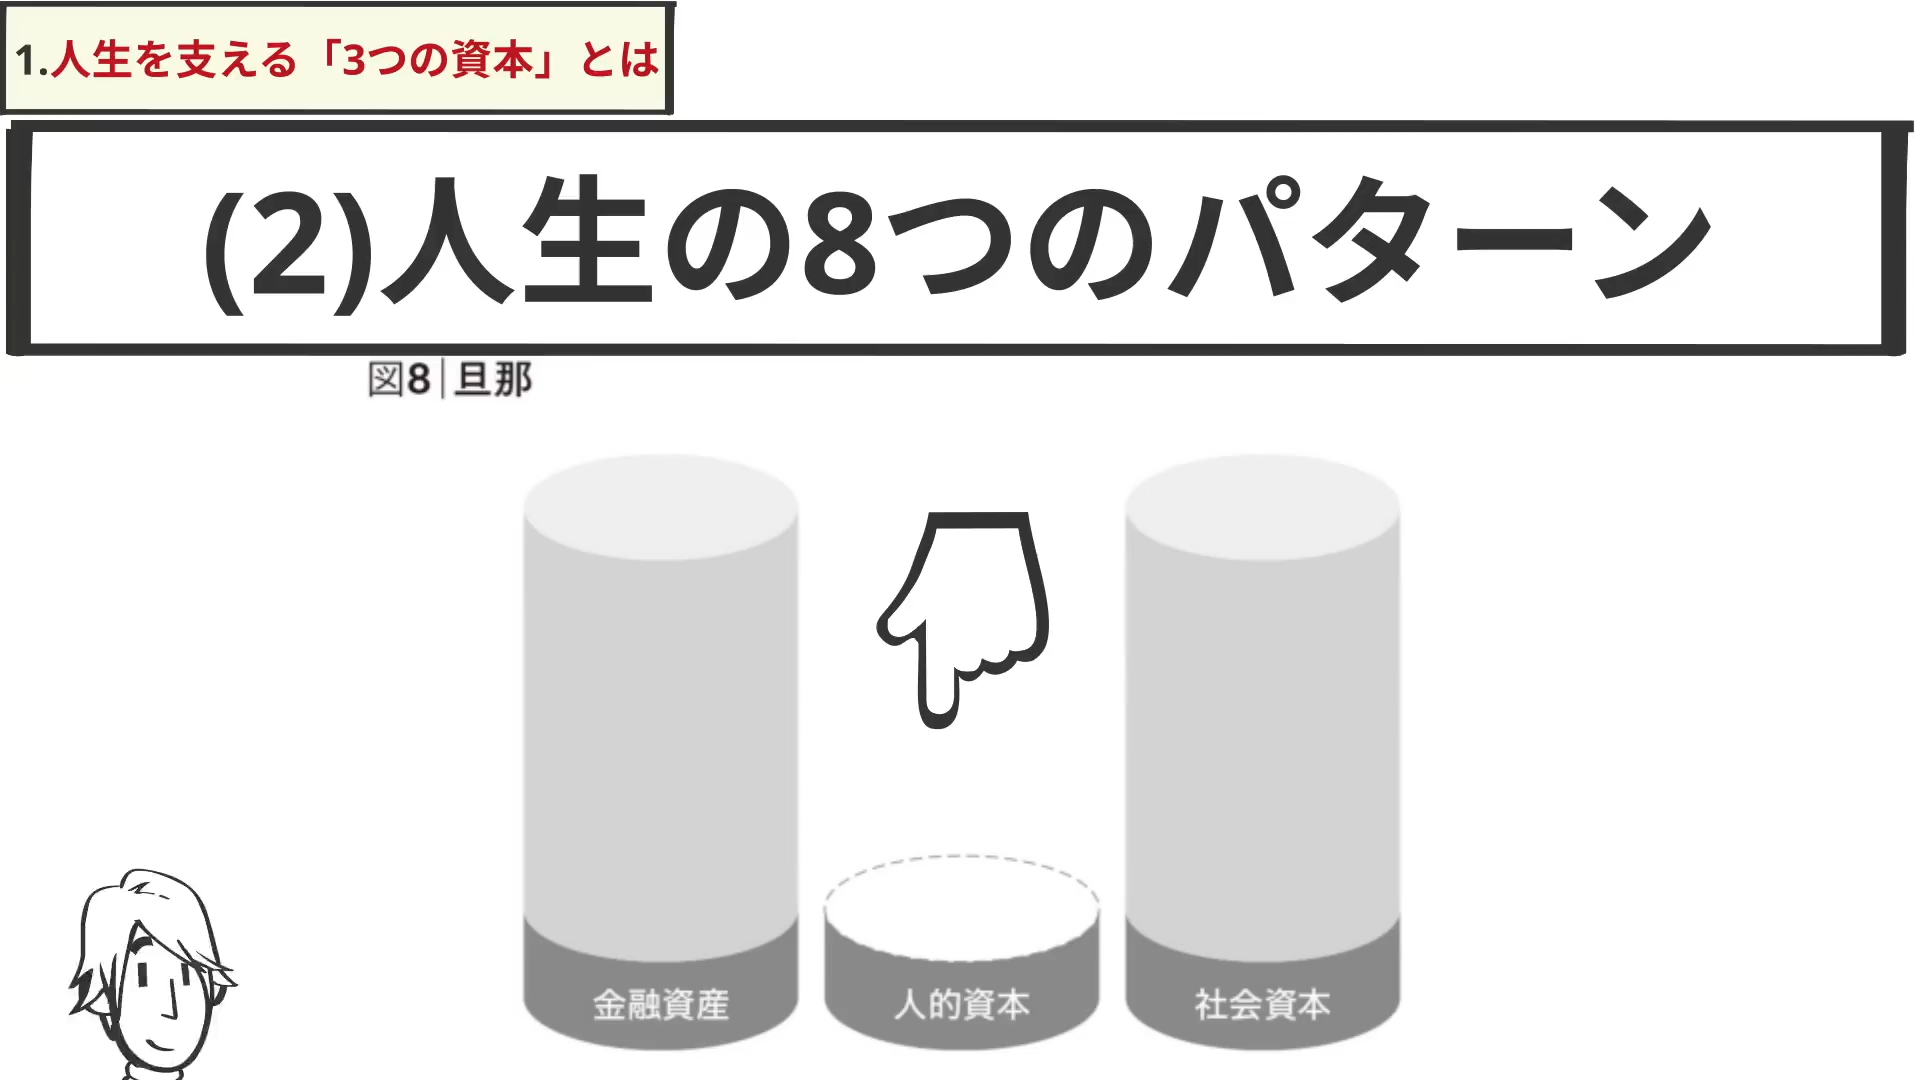 1.人生を支える「3つの資本」とは
(2)人生の8つのパターン
図8|旦那
金融資産
人的資本
社会資本